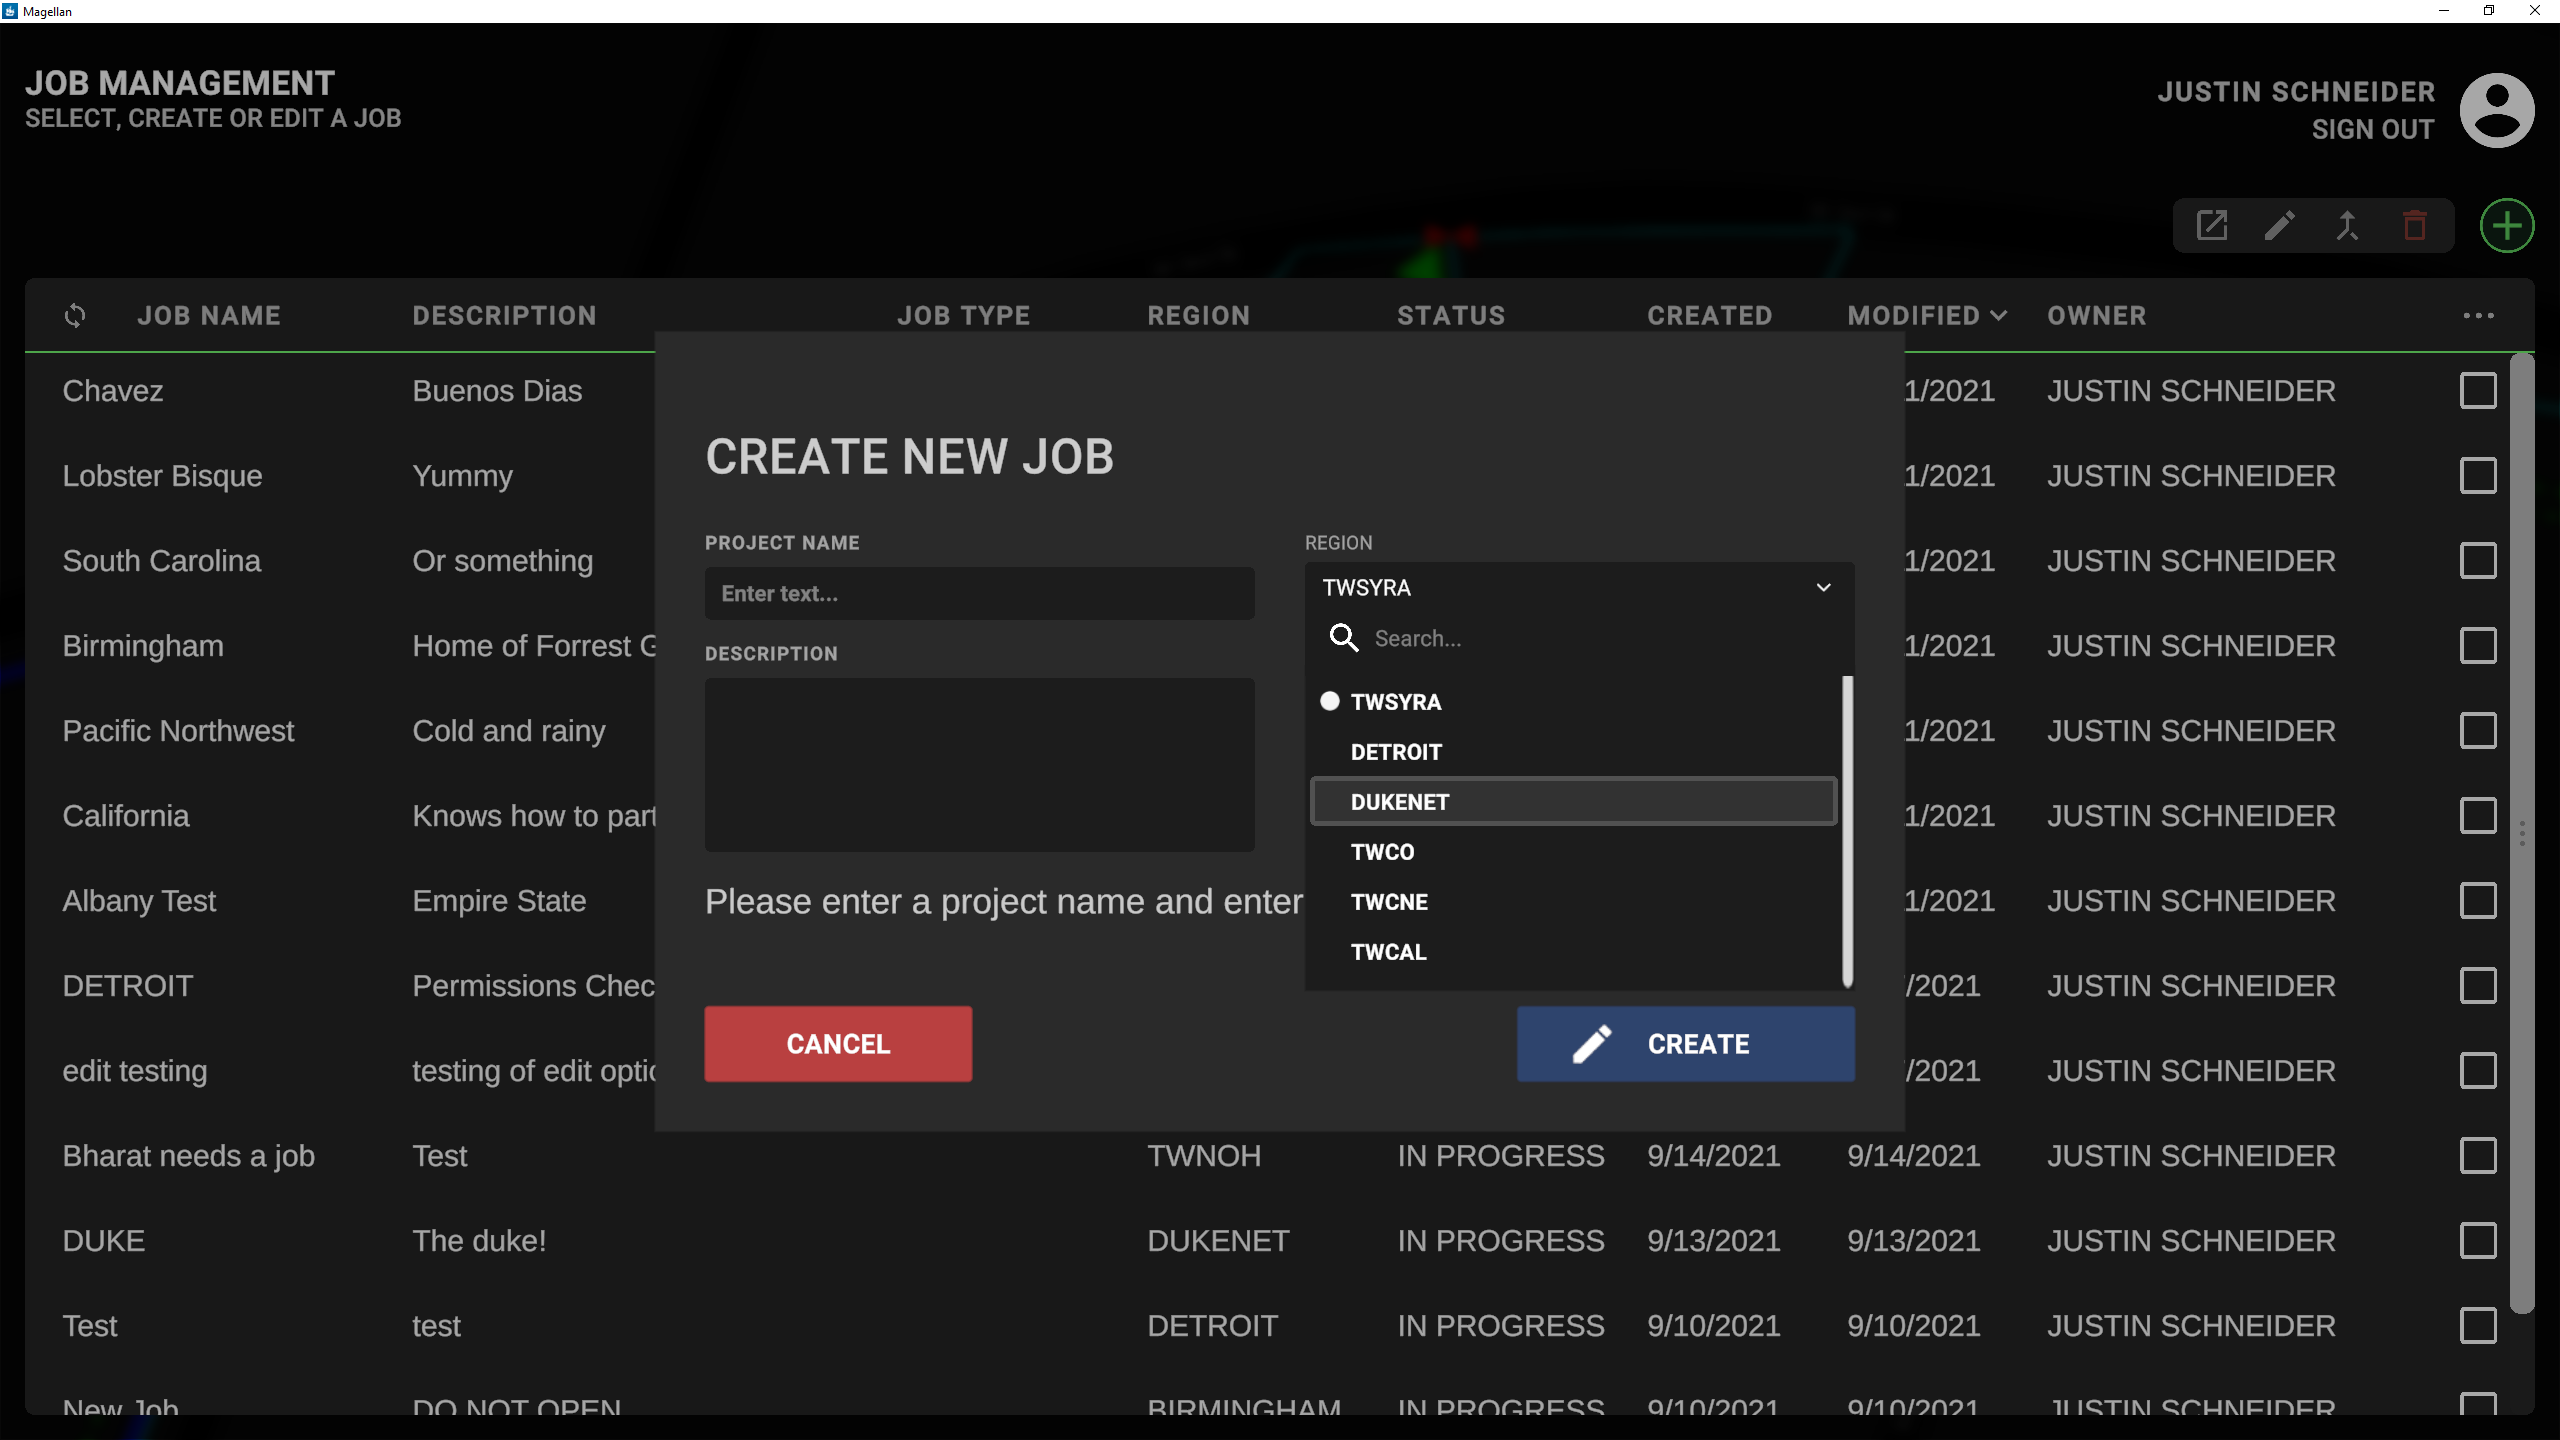 Magellan
JOB MANAGEMENT
SELECT, CREATE OR EDIT A JOB
JUSTIN SCHNEIDER
SIGN OUT
JOB NAME DESCRIPTION JOB TYPE REGION STATUS CREATED MODIFIED OWNER
Chavez Buenos Dias 1/2021 JUSTIN SCHNEIDER
Lobster Bisque Yummy 1/2021 JUSTIN SCHNEIDER
South Carolina Or something 1/2021 JUSTIN SCHNEIDER
Birmingham Home of Forrest G 1/2021 JUSTIN SCHNEIDER
Pacific Northwest Cold and rainy 1/2021 JUSTIN SCHNEIDER
California Knows how to part 1/2021 JUSTIN SCHNEIDER
Albany Test Empire State 1/2021 JUSTIN SCHNEIDER
DETROIT Permissions Chec /2021 JUSTIN SCHNEIDER
edit testing testing of edit optio /2021 JUSTIN SCHNEIDER
Bharat needs a job Test TWNOH IN PROGRESS 9/14/2021 9/14/2021 JUSTIN SCHNEIDER
DUKE The duke! DUKENET IN PROGRESS 9/13/2021 9/13/2021 JUSTIN SCHNEIDER
Test test DETROIT IN PROGRESS 9/10/2021 9/10/2021 JUSTIN SCHNEIDER
New Job DO NOT OPEN BIRMINGHAM IN PROGRESS 9/10/2021 9/10/2021 JUSTIN SCHNEIDER
CREATE NEW JOB
PROJECT NAME
Enter text...
DESCRIPTION
Please enter a project name and enter
REGION
TWSYRA
Search...
TWSYRA
DETROIT
DUKENET
TWCO
TWCNE
TWCAL
CANCEL
CREATE